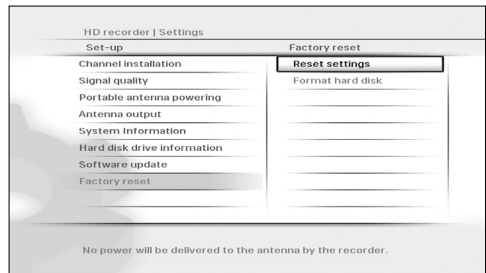 HD recorder | Settings
Set-up
Factory reset
Channel installation
Reset settings
Signal quality
Format hard disk
Portable antenna powering
Antenna output
System Information
Hard disk drive information
Software update
Factory reset
No power will be delivered to the antenna by the recorder.